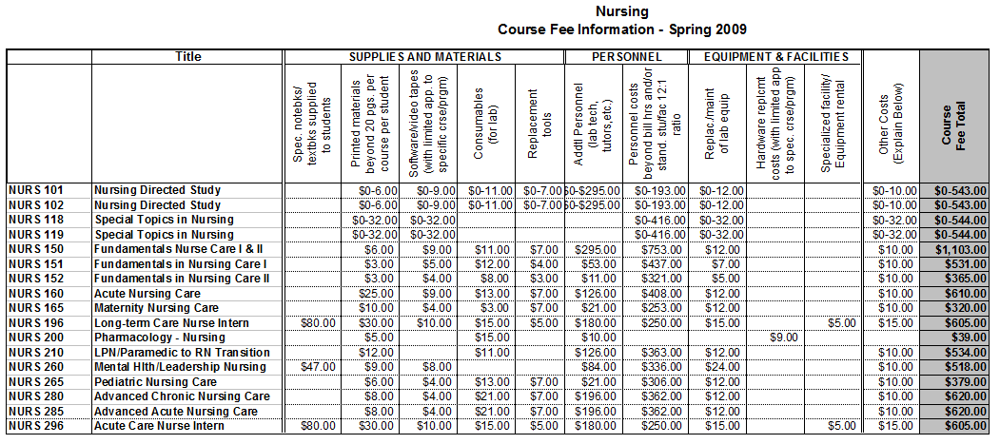 Nursing
Course Fee Information - Spring 2009
Title SUPPLIES AND MATERIALS PERSONNEL EQUIPMENT & FACILITIES
Spec. notebks/ textbks supplied to students
Printed materials beyond 20 pgs. per course per student
Software/video tapes (with limited app. to specific crse/prgm)
Consumables (for lab)
Replacement tools
Addtl Personnel (lab tech, tutors,etc.)
Personnel costs beyond bill hrs and/or stand. stu/fac 12:1 ratio
Replac./maint of lab equip
Hardware replcmt costs (with limited app to spec. crse/prgm)
Specialized facility/ Equipment rental
Other Costs (Explain Below)
Course Fee Total
NURS 101 Nursing Directed Study $0-6.00 $0-9.00 $0-11.00 $0-7.00 $0-$295.00 $0-193.00 $0-12.00 $0-10.00 $0-543.00
NURS 102 Nursing Directed Study $0-6.00 $0-9.00 $0-11.00 $0-7.00 $0-$295.00 $0-193.00 $0-12.00 $0-10.00 $0-543.00
NURS 118 Special Topics in Nursing $0-32.00 $0-32.00 $0-416.00 $0-32.00 $0-32.00 $0-544.00
NURS 119 Special Topics in Nursing $0-32.00 $0-32.00 $0-416.00 $0-32.00 $0-32.00 $0-544.00
NURS 150 Fundamentals Nurse Care I & II $6.00 $9.00 $11.00 $7.00 $295.00 $753.00 $12.00 $10.00 $1,103.00
NURS 151 Fundamentals in Nursing Care I $3.00 $5.00 $12.00 $4.00 $53.00 $437.00 $7.00 $10.00 $531.00
NURS 152 Fundamentals in Nursing Care II $3.00 $4.00 $8.00 $3.00 $11.00 $321.00 $5.00 $10.00 $365.00
NURS 160 Acute Nursing Care $25.00 $9.00 $13.00 $7.00 $126.00 $408.00 $12.00 $10.00 $610.00
NURS 165 Maternity Nursing Care $10.00 $4.00 $3.00 $7.00 $21.00 $253.00 $12.00 $10.00 $320.00
NURS 196 Long-term Care Nurse Intern $80.00 $30.00 $10.00 $15.00 $5.00 $180.00 $250.00 $15.00 $5.00 $15.00 $605.00
NURS 200 Pharmacology - Nursing $5.00 $15.00 $10.00 $9.00 $39.00
NURS 210 LPN/Paramedic to RN Transition $12.00 $11.00 $126.00 $363.00 $12.00 $10.00 $534.00
NURS 260 Mental Hlth/Leadership Nursing $47.00 $9.00 $8.00 $84.00 $336.00 $24.00 $10.00 $518.00
NURS 265 Pediatric Nursing Care $6.00 $4.00 $13.00 $7.00 $21.00 $306.00 $12.00 $10.00 $379.00
NURS 280 Advanced Chronic Nursing Care $8.00 $4.00 $21.00 $7.00 $196.00 $362.00 $12.00 $10.00 $620.00
NURS 285 Advanced Acute Nursing Care $8.00 $4.00 $21.00 $7.00 $196.00 $362.00 $12.00 $10.00 $620.00
NURS 296 Acute Care Nurse Intern $80.00 $30.00 $10.00 $15.00 $5.00 $180.00 $250.00 $15.00 $5.00 $15.00 $605.00